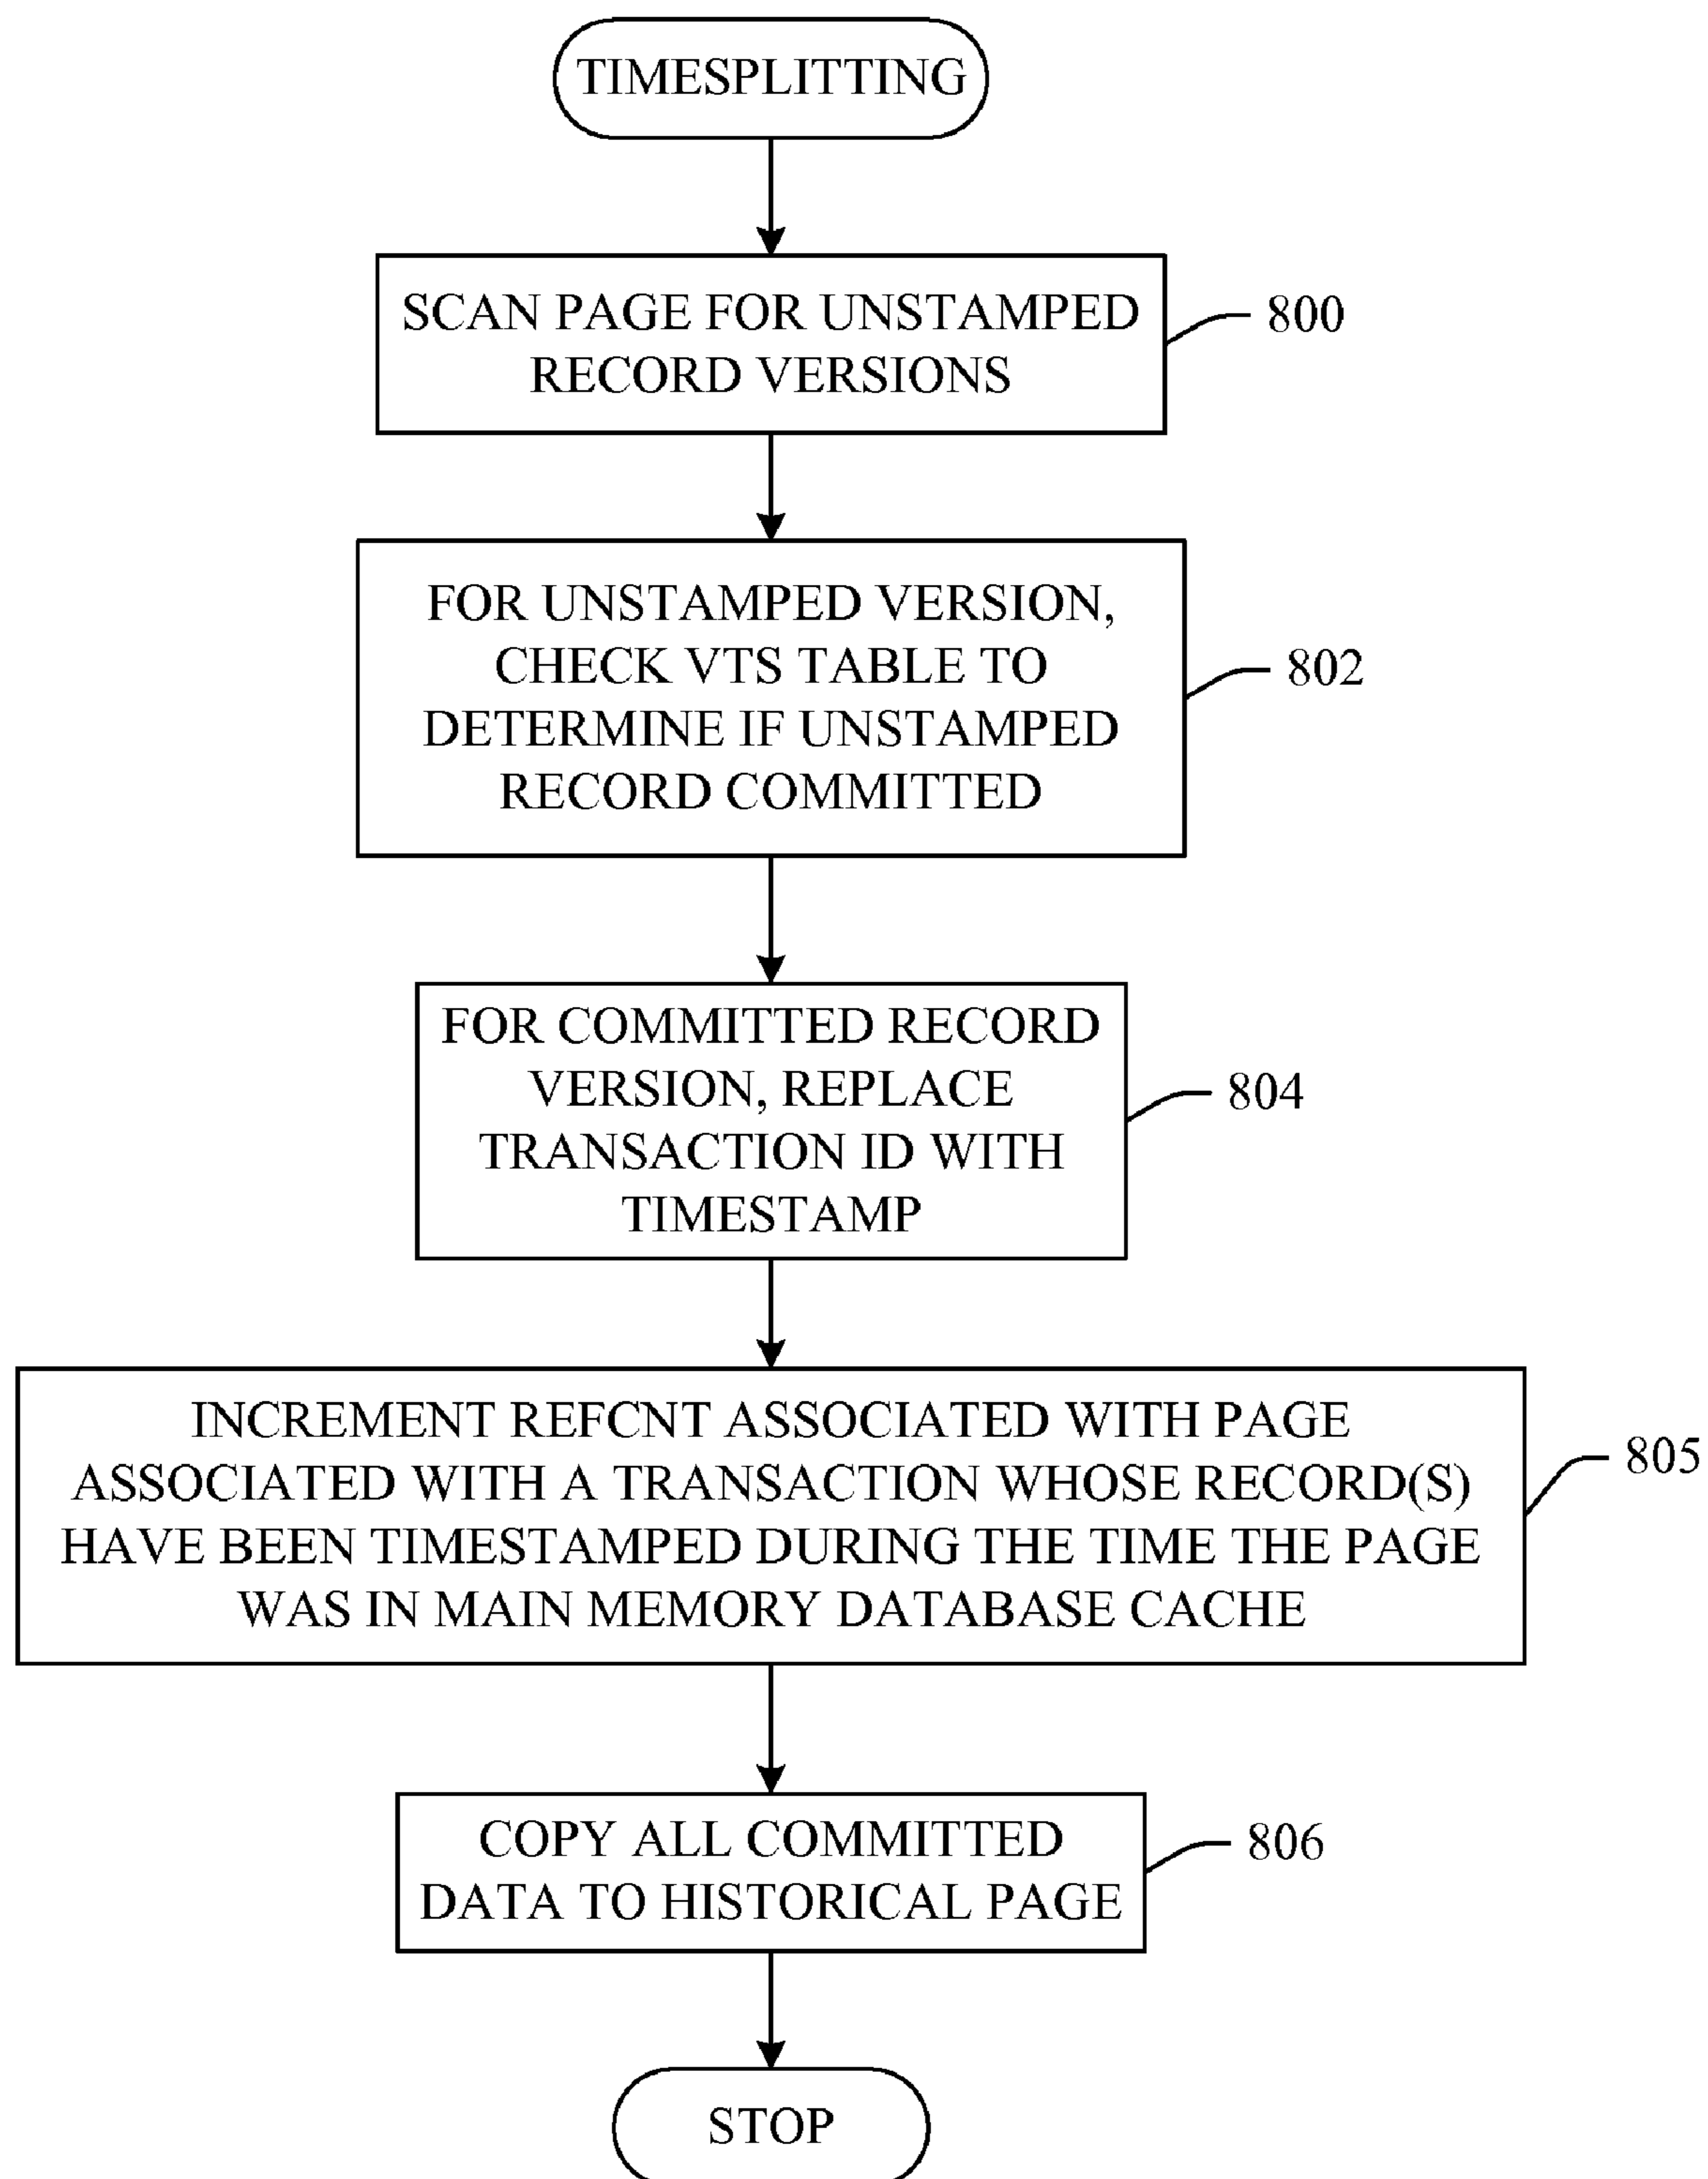 TIMESPLITTING
SCAN PAGE FOR UNSTAMPED
RECORD VERSIONS
800
FOR UNSTAMPED VERSION,
CHECK VTS TABLE TO
DETERMINE IF UNSTAMPED
RECORD COMMITTED
802
FOR COMMITTED RECORD
VERSION, REPLACE
TRANSACTION ID WITH
TIMESTAMP
804
INCREMENT REFCNT ASSOCIATED WITH PAGE
ASSOCIATED WITH A TRANSACTION WHOSE RECORD(S)
HAVE BEEN TIMESTAMPED DURING THE TIME THE PAGE
WAS IN MAIN MEMORY DATABASE CACHE
805
COPY ALL COMMITTED
DATA TO HISTORICAL PAGE
806
STOP